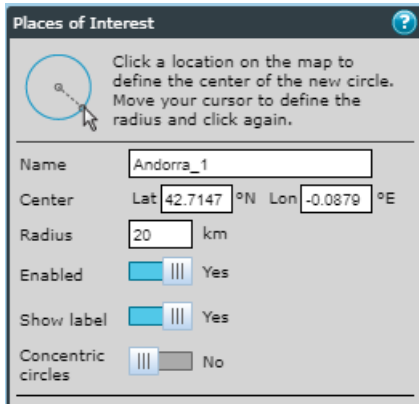 Places of Interest ?
Click a location on the map to
define the center of the new circle.
Move your cursor to define the
radius and click again.
Name Andorra_1
Center Lat 42.7147 ºN Lon -0.0879 ºE
Radius 20 km
Enabled Yes
Show label Yes
Concentric
circles No